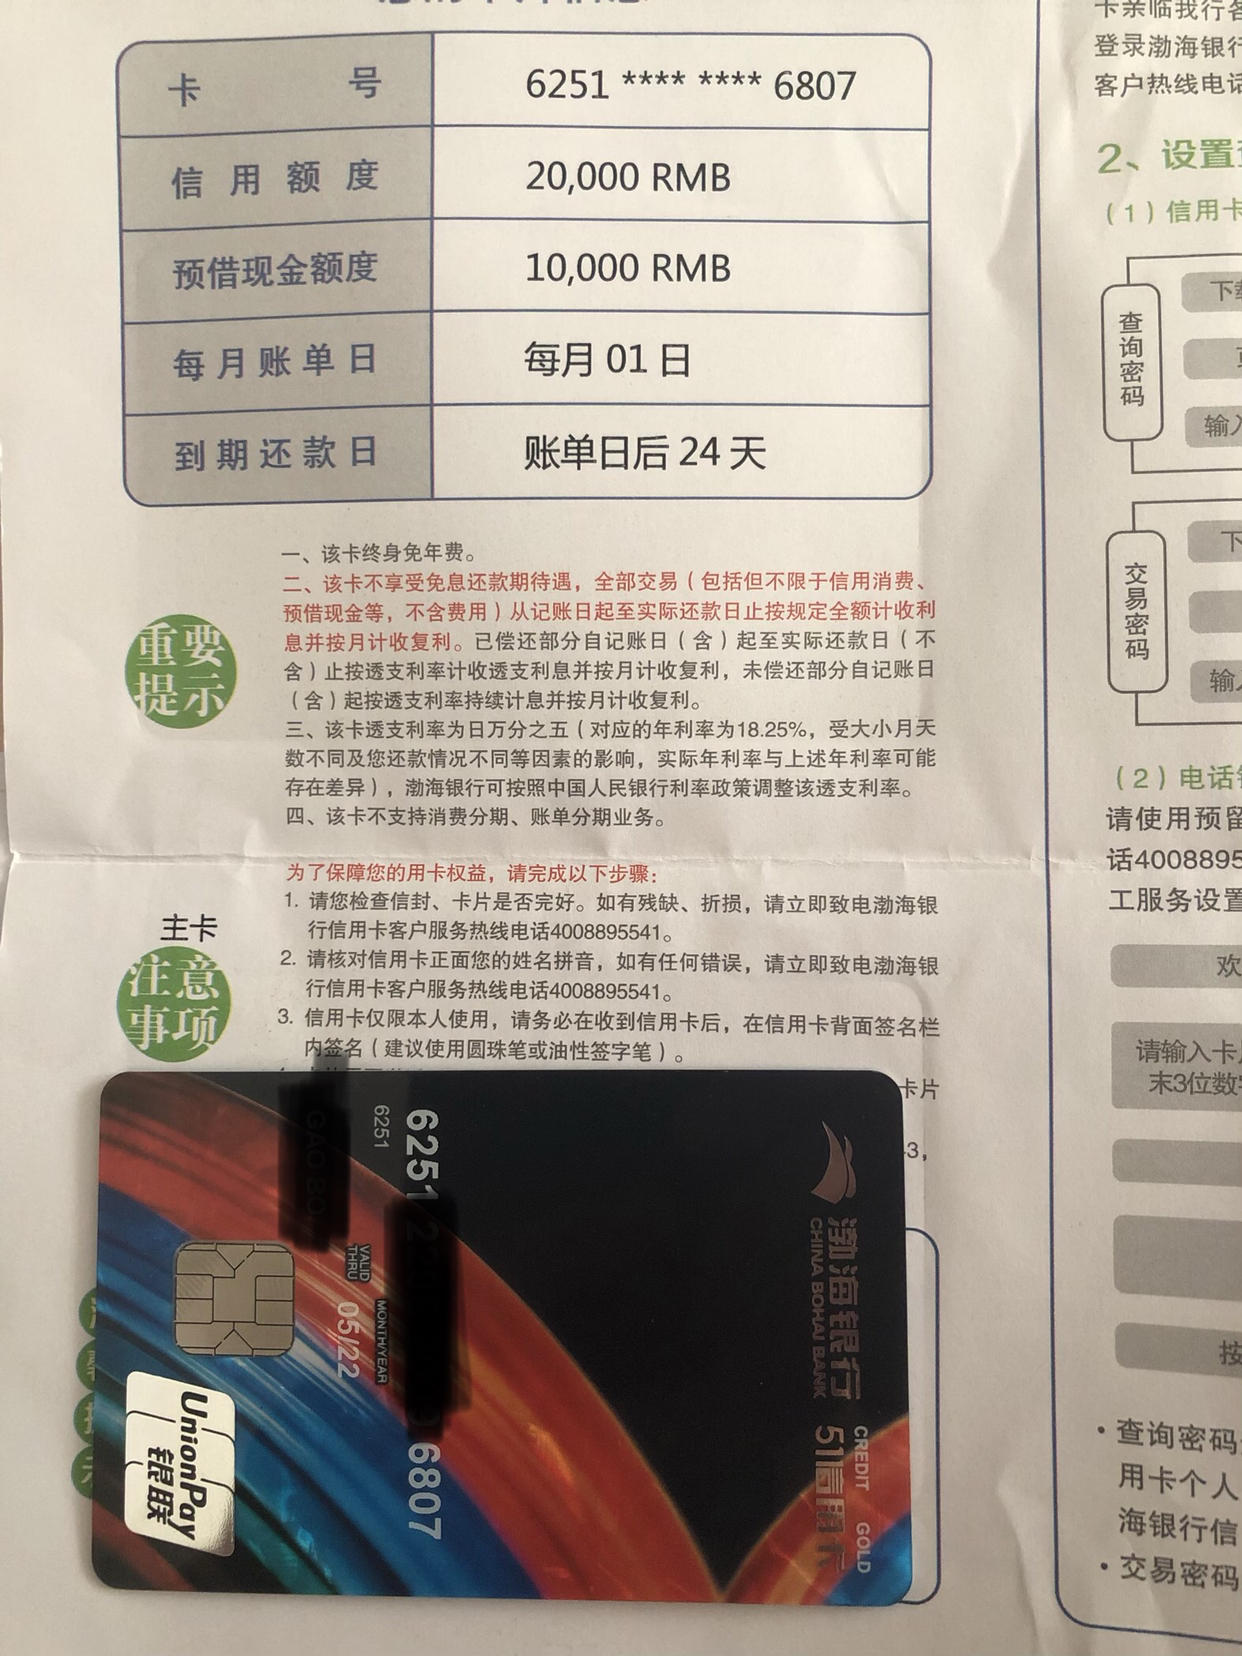 卡 号 6251 **** **** 6807
信用额度 20,000 RMB
预借现金额度 10,000 RMB
每月账单日 每月 01 日
到期还款日 账单日后 24 天
重要
提示
一、该卡终身免年费。
二、该卡不享受免息还款期待遇，全部交易（包括但不限于信用消费、
预借现金等，不含费用）从记账日起至实际还款日止按规定全额计收利
息并按月计收复利。已偿还部分自记账日（含）起至实际还款日（不
含）止按透支利率计收透支利息并按月计收复利，未偿还部分自记账日
（含）起按透支利率持续计息并按月计收复利。
三、该卡透支利率为日万分之五（对应的年利率为18.25%，受大小月天
数不同及您还款情况不同等因素的影响，实际年利率与上述年利率可能
存在差异），渤海银行可按照中国人民银行利率政策调整该透支利率。
四、该卡不支持消费分期、账单分期业务。
为了保障您的用卡权益，请完成以下步骤：
主卡
注意
事项
1. 请您检查信封、卡片是否完好。如有残缺、折损，请立即致电渤海银
行信用卡客户服务热线电话4008895541。
2. 请核对信用卡正面您的姓名拼音，如有任何错误，请立即致电渤海银
行信用卡客户服务热线电话4008895541。
3. 信用卡仅限本人使用，请务必在收到信用卡后，在信用卡背面签名栏
内签名（建议使用圆珠笔或油性签字笔）。
卡片
3，
渤海银行
CHINA BOHAI BANK
51信用卡
CREDIT GOLD
6251
6807
6251
VALID
THRU
MONTH/YEAR
05/22
UnionPay
银联
卡亲临我行各
登录渤海银行
客户热线电话
2、设置
（1）信用卡
查询密码
下载
输入
交易密码
下
输入
（2）电话
请使用预留
话4008895
工服务设置
欢
请输入卡片
末3位数字
按
• 查询密码
用卡个人
海银行信
• 交易密码